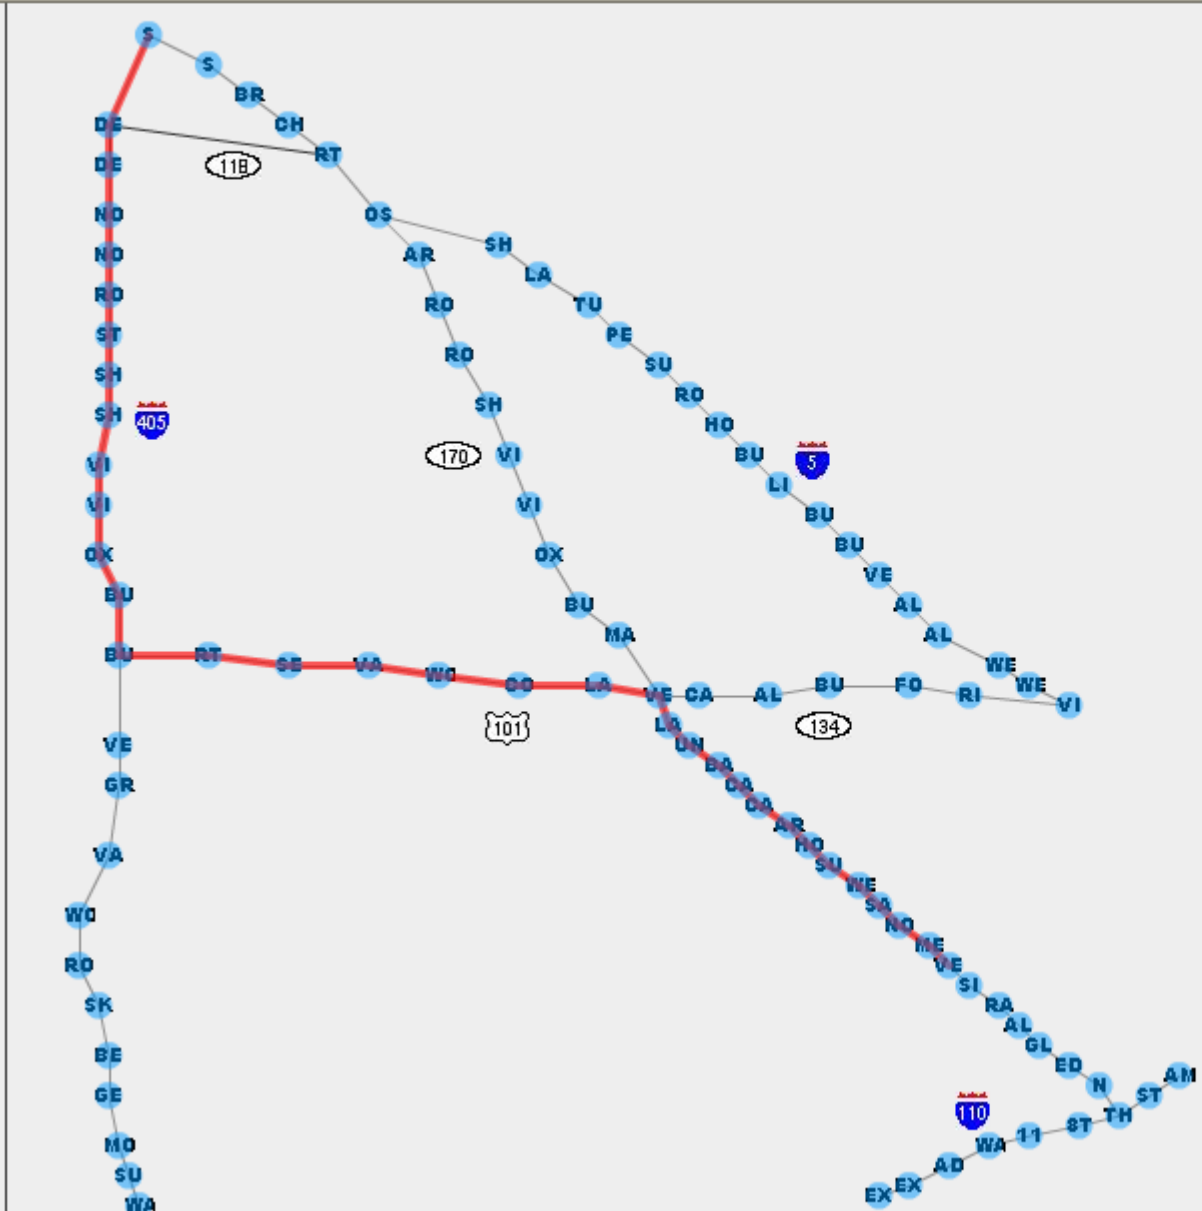 S
S
BR
DE
CH
RT
DE
118
NO
OS
SH
NO
AR
LA
RO
RO
TU
ST
PE
RO
SU
SH
RO
SH
SH
HO
405
VI
170
VI
BU
5
LI
VI
VI
BU
OX
OX
BU
BU
BU
VE
AL
MA
AL
BU
RT
SE
VA
WO
CO
LA
VE
CA
AL
BU
FO
RI
WE
WE
VI
101
134
LA
VE
UN
BA
GR
CA
CA
AR
HO
VA
SU
WO
WE
SA
NO
ME
RO
VE
SK
SI
RA
AL
GL
BE
ED
GE
N
AM
ST
110
TH
MO
WA
11
ST
SU
AD
WA
EX
EX